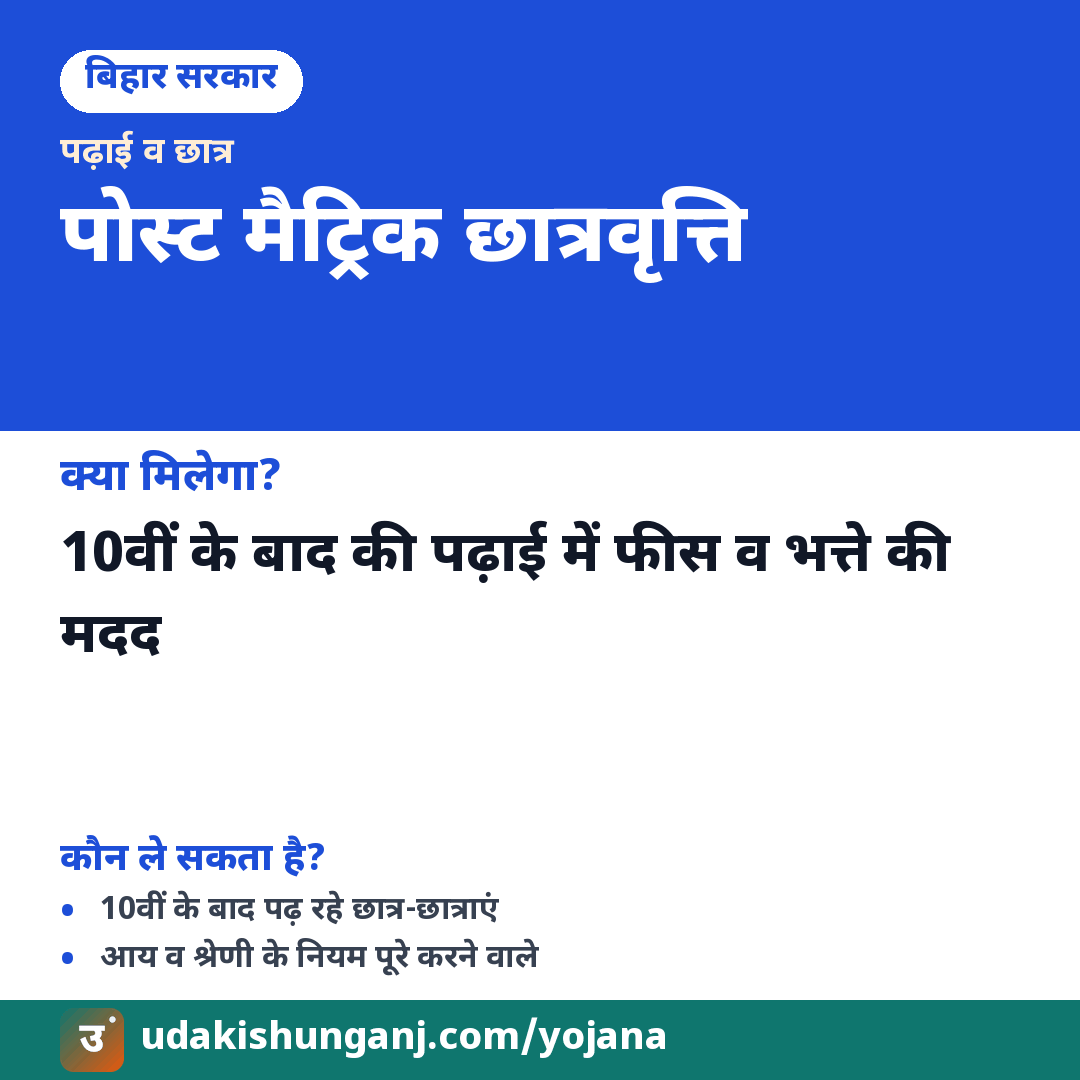 बिहार सरकार
पढ़ाई व छात्र
पोस्ट मैट्रिक छात्रवृत्ति
क्या मिलेगा?
10वीं के बाद की पढ़ाई में फीस व भत्ते की
मदद
कौन ले सकता है?
• 10वीं के बाद पढ़ रहे छात्र-छात्राएं
• आय व श्रेणी के नियम पूरे करने वाले
उ udakishunganj.com/yojana